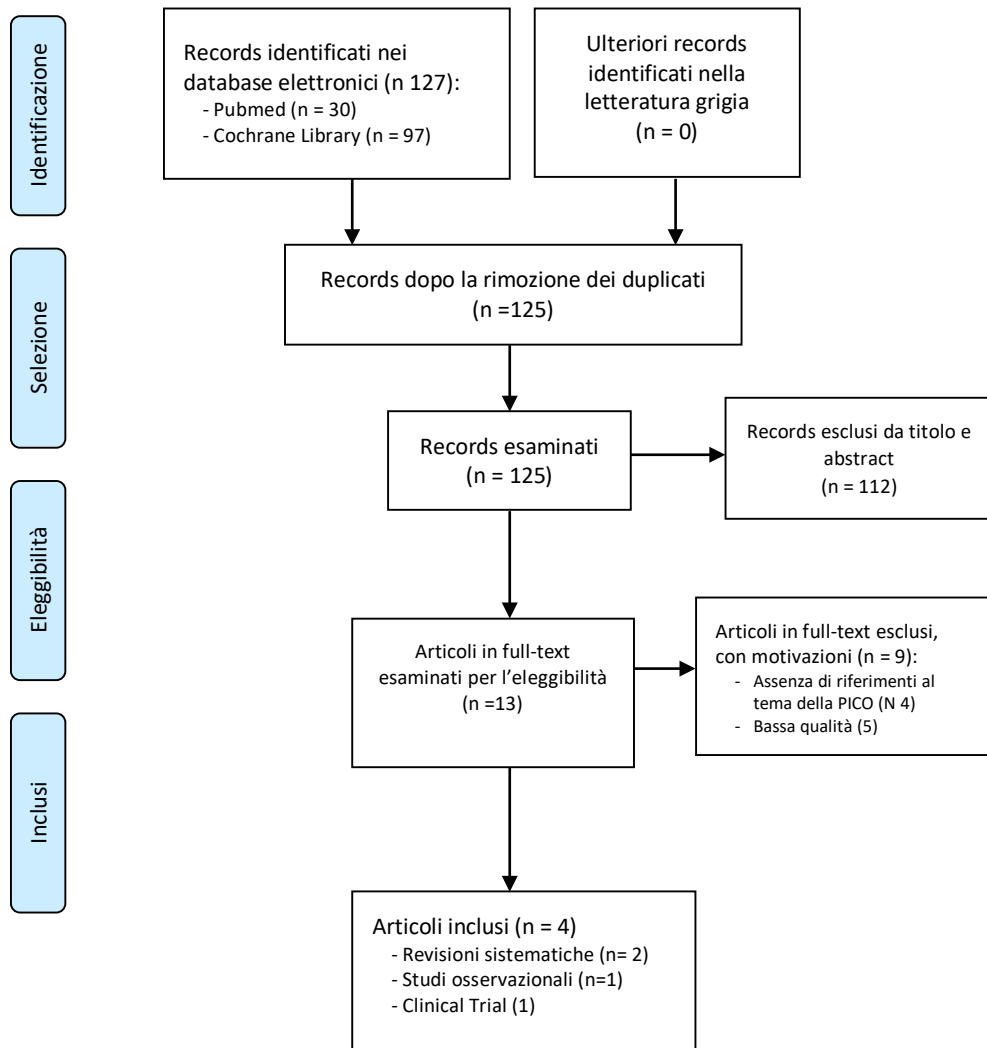 Identificazione
Records identificati nei
database elettronici (n 127):
- Pubmed (n = 30)
- Cochrane Library (n = 97)
Ulteriori records
identificati nella
letteratura grigia
(n = 0)
Selezione
Records dopo la rimozione dei duplicati
(n =125)
Records esaminati
(n = 125)
Records esclusi da titolo e
abstract
(n = 112)
Eleggibilità
Articoli in full-text
esaminati per l’eleggibilità
(n =13)
Articoli in full-text esclusi,
con motivazioni (n = 9):
- Assenza di riferimenti al
tema della PICO (N 4)
- Bassa qualità (5)
Inclusi
Articoli inclusi (n = 4)
- Revisioni sistematiche (n= 2)
- Studi osservazionali (n=1)
- Clinical Trial (1)